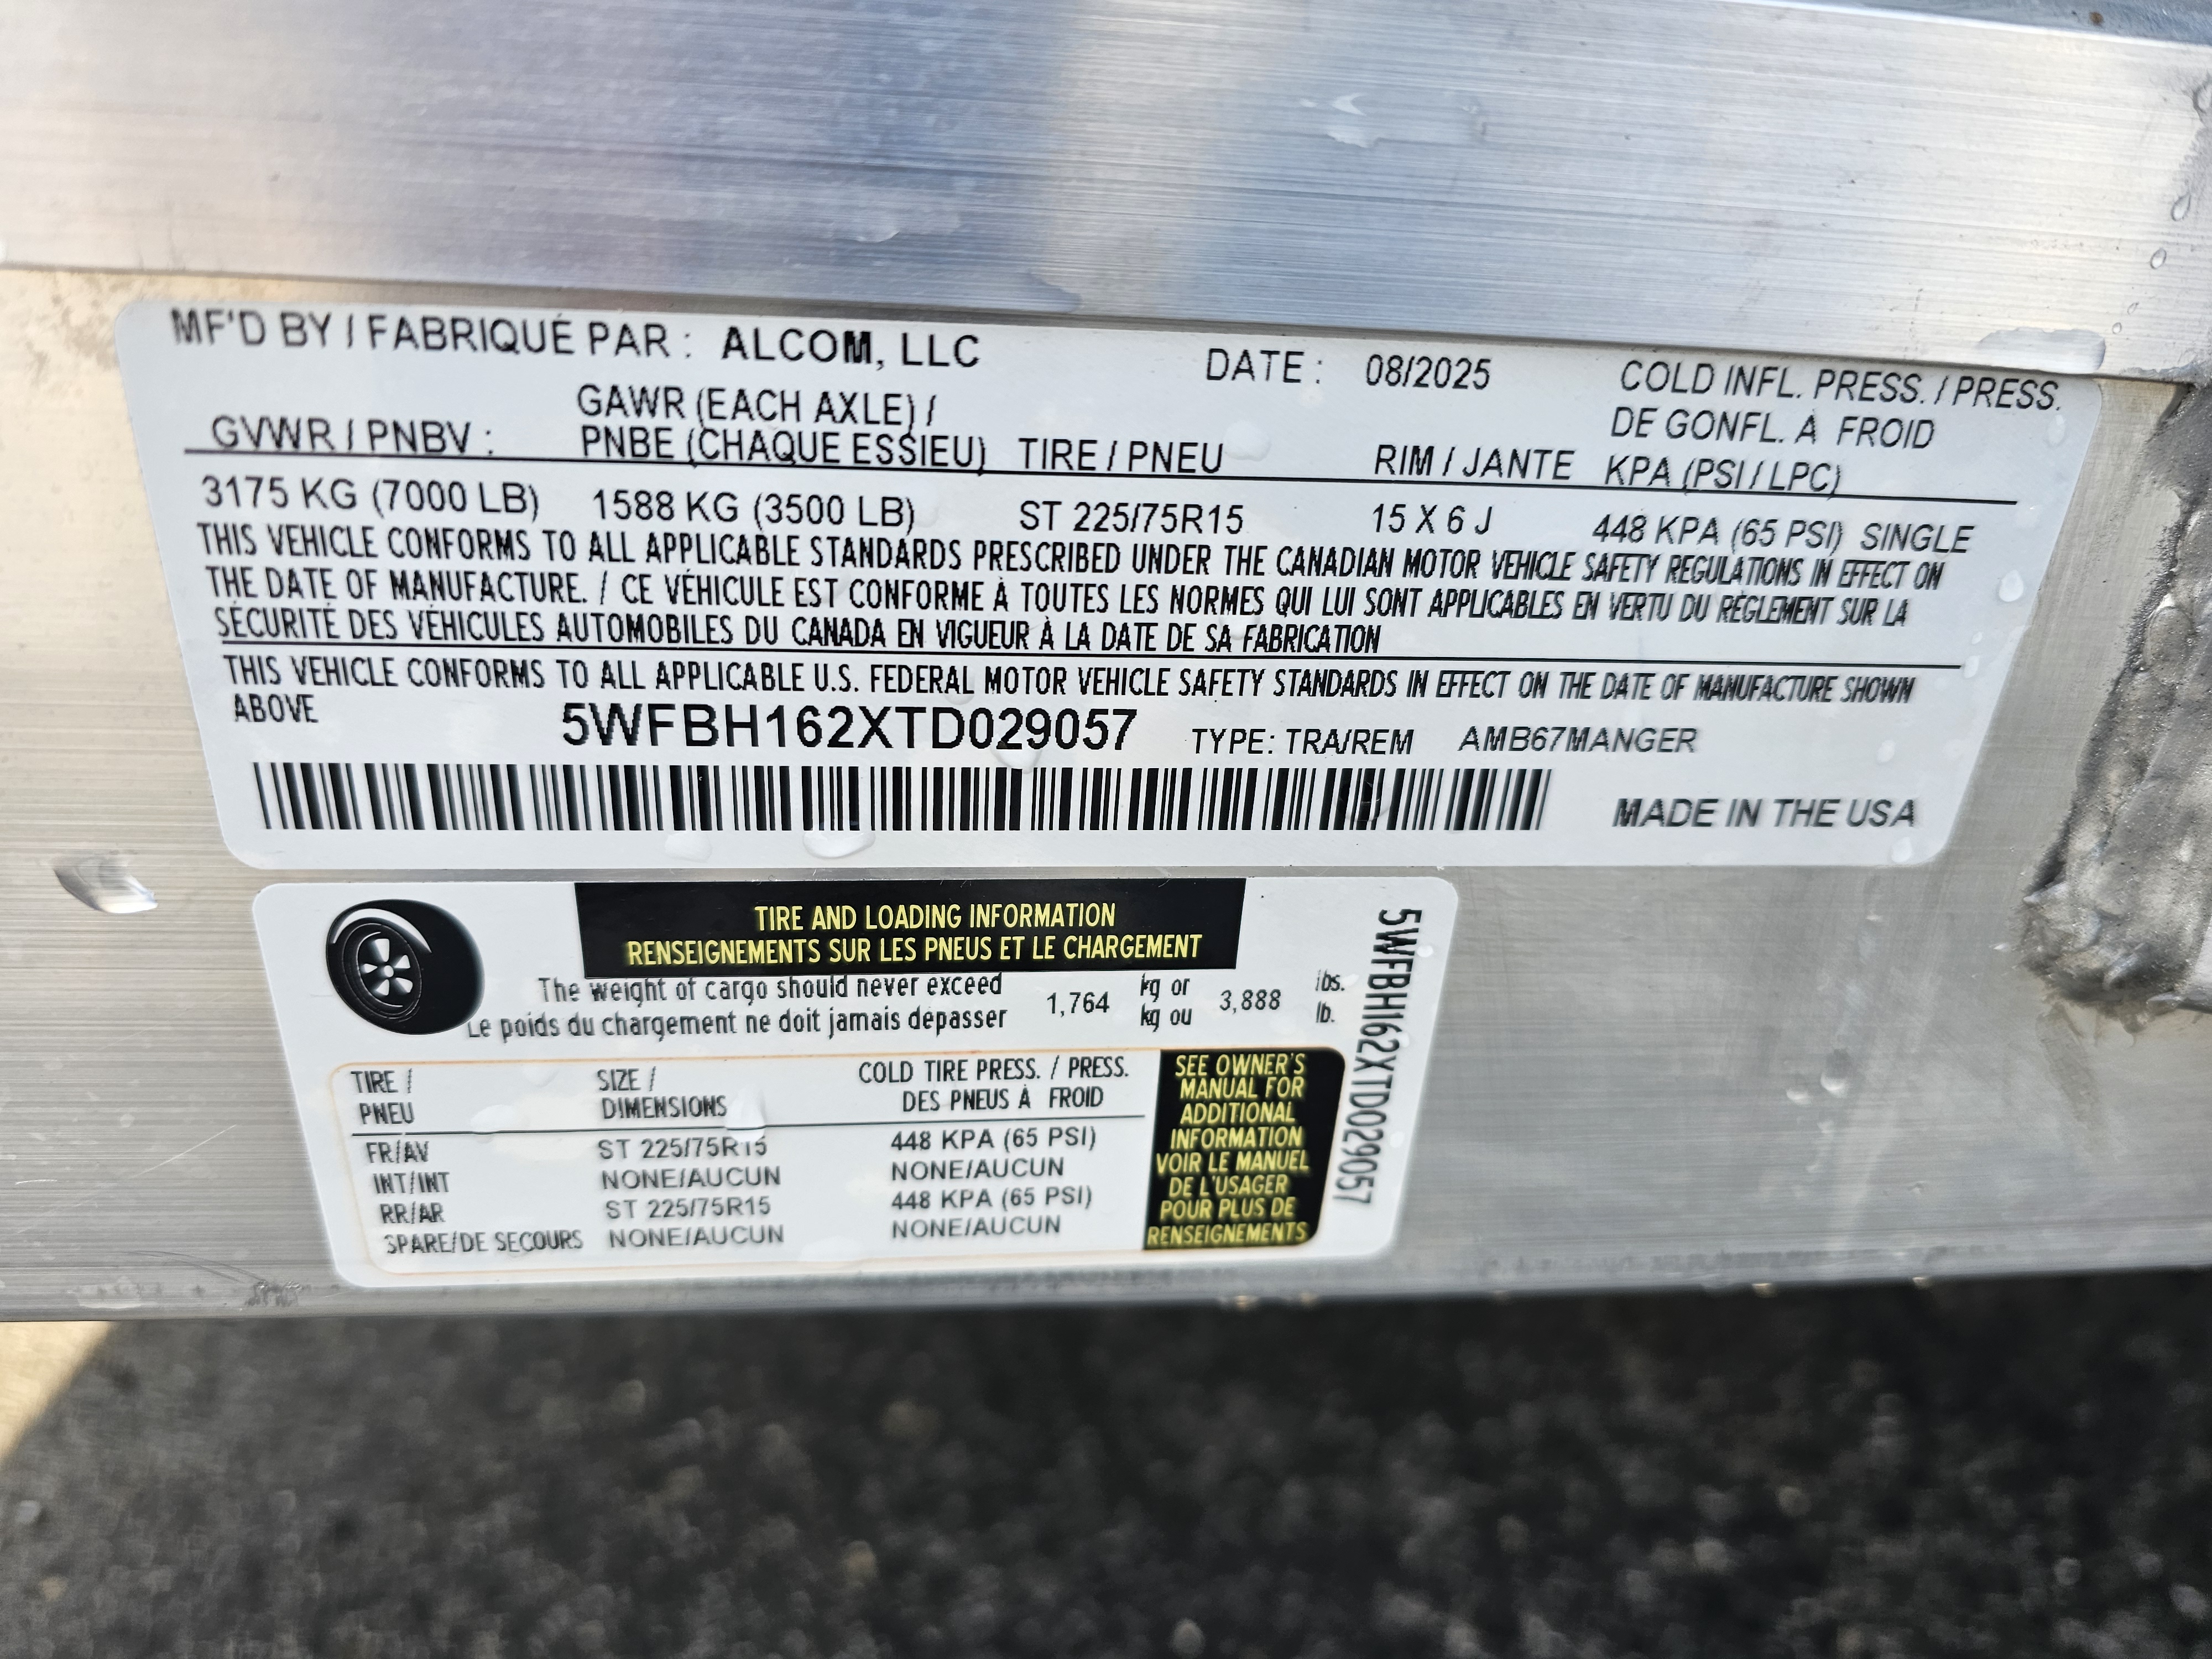 MF'D BY / FABRIQUÉ PAR : ALCOM, LLC DATE : 08/2025
COLD INFL. PRESS. / PRESS. DE GONFL. À FROID KPA (PSI / LPC)
GVWR / PNBV : GAWR (EACH AXLE) / PNBE (CHAQUE ESSIEU) TIRE / PNEU RIM / JANTE
3175 KG (7000 LB) 1588 KG (3500 LB) ST 225/75R15 15 X 6 J 448 KPA (65 PSI) SINGLE
THIS VEHICLE CONFORMS TO ALL APPLICABLE STANDARDS PRESCRIBED UNDER THE CANADIAN MOTOR VEHICLE SAFETY REGULATIONS IN EFFECT ON
THE DATE OF MANUFACTURE. / CE VÉHICULE EST CONFORME À TOUTES LES NORMES QUI LUI SONT APPLICABLES EN VERTU DU RÈGLEMENT SUR LA
SÉCURITÉ DES VÉHICULES AUTOMOBILES DU CANADA EN VIGUEUR À LA DATE DE SA FABRICATION
THIS VEHICLE CONFORMS TO ALL APPLICABLE U.S. FEDERAL MOTOR VEHICLE SAFETY STANDARDS IN EFFECT ON THE DATE OF MANUFACTURE SHOWN
ABOVE
5WFBH162XTD029057 TYPE: TRA/REM AMB67MANGER
MADE IN THE USA
TIRE AND LOADING INFORMATION
RENSEIGNEMENTS SUR LES PNEUS ET LE CHARGEMENT
The weight of cargo should never exceed 1,764 kg or 3,888 lbs.
Le poids du chargement ne doit jamais dépasser kg ou lb.
TIRE / PNEU SIZE / DIMENSIONS COLD TIRE PRESS. / PRESS. DES PNEUS À FROID
FR/AV ST 225/75R15 448 KPA (65 PSI)
INT/INT NONE/AUCUN NONE/AUCUN
RR/AR ST 225/75R15 448 KPA (65 PSI)
SPARE/DE SECOURS NONE/AUCUN NONE/AUCUN
SEE OWNER'S
MANUAL FOR
ADDITIONAL
INFORMATION
VOIR LE MANUEL
DE L'USAGER
POUR PLUS DE
RENSEIGNEMENTS
5WFBH162XTD029057